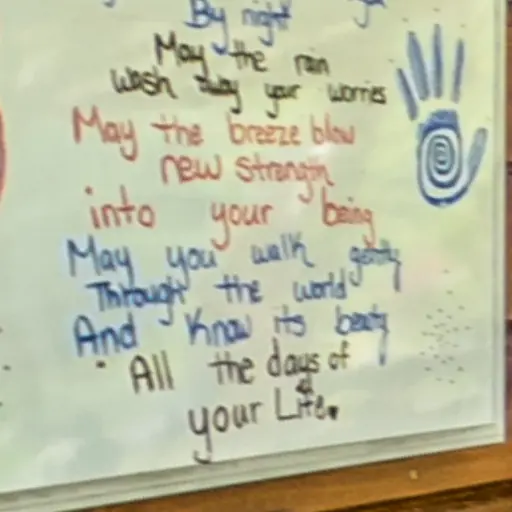 By night
May the rain
wash away your worries
May the breeze blow
new strength
into your being
May you walk gently
Through the world
And Know its beauty
All the days of
your Life.